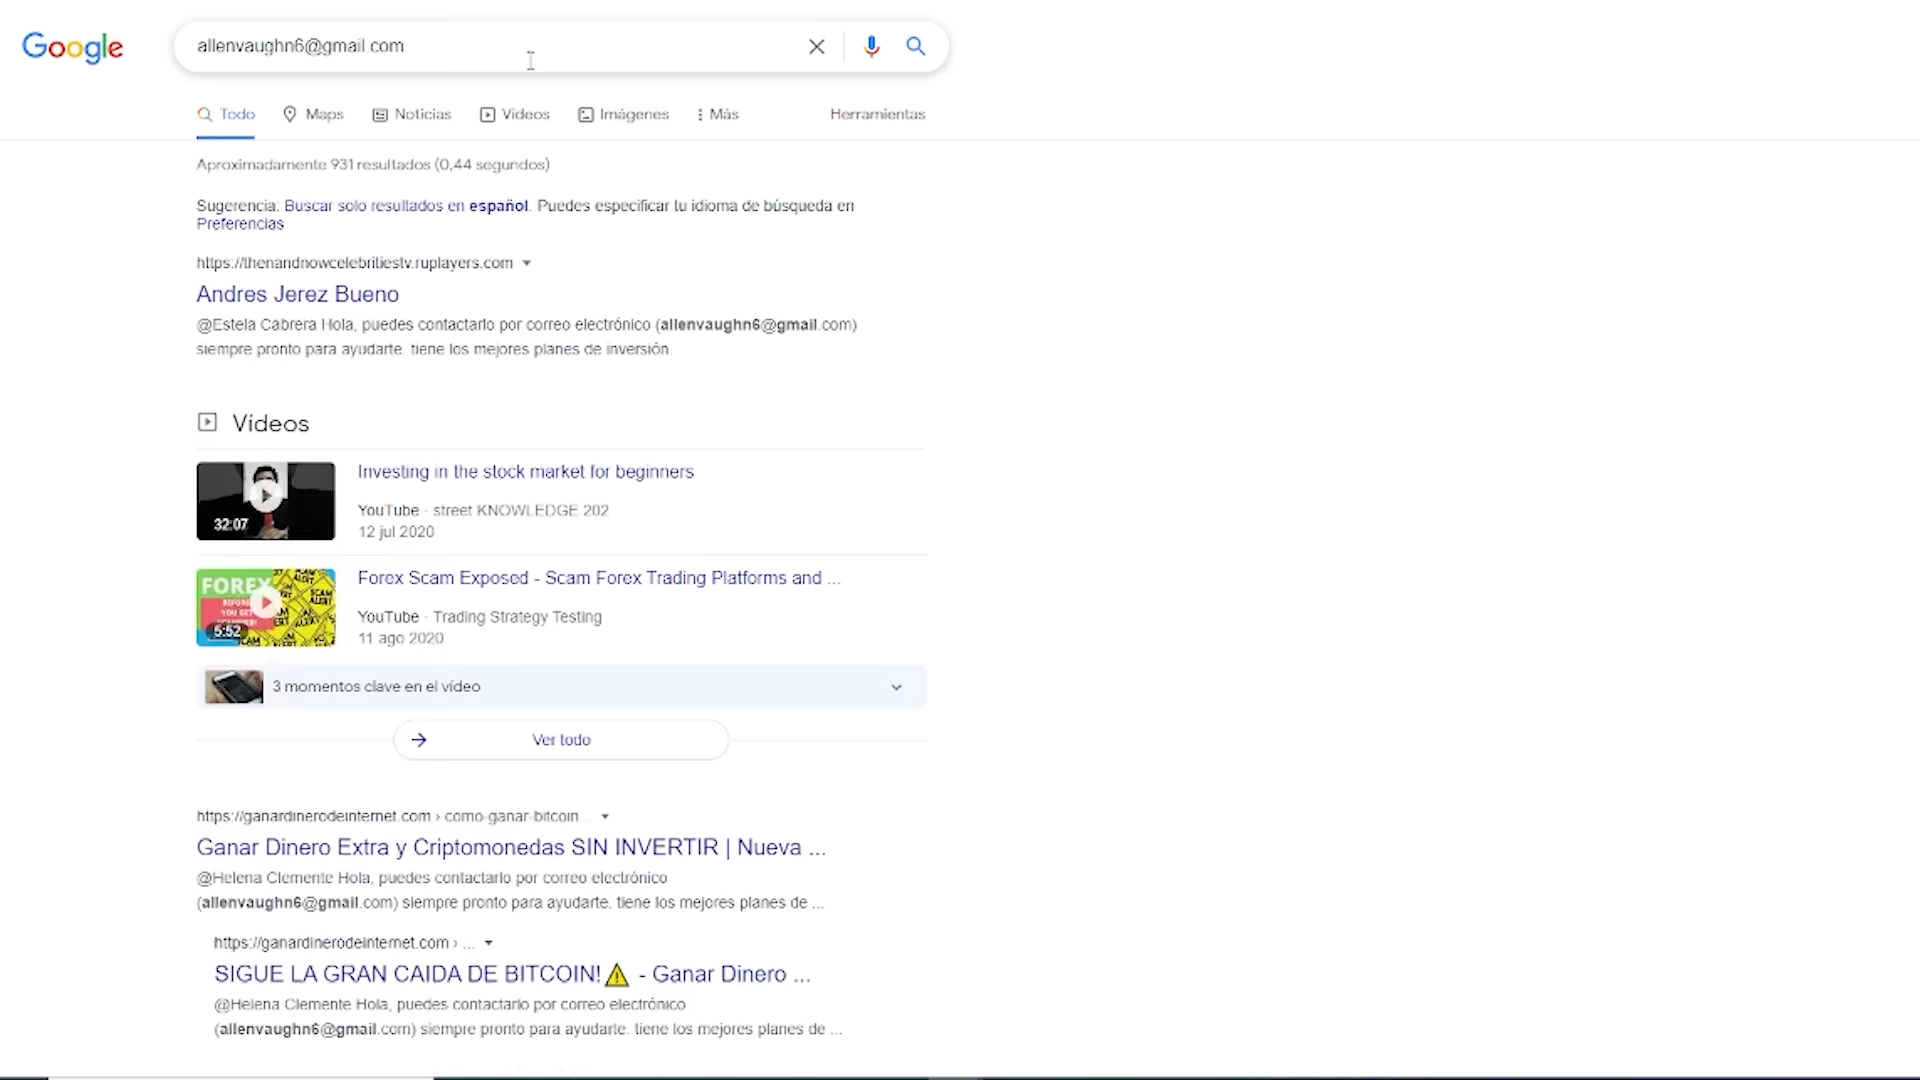 Google
allenvaughn6@gmail.com
Todo
Maps
Noticias
Vídeos
Imágenes
Más
Herramientas
Aproximadamente 931 resultados (0,44 segundos)
Sugerencia: Buscar solo resultados en español. Puedes especificar tu idioma de búsqueda en
Preferencias
https://thenandnowcelebritiestv.ruplayers.com
Andres Jerez Bueno
@Estela Cabrera Hola, puedes contactarlo por correo electrónico (allenvaughn6@gmail.com)
siempre pronto para ayudarte. tiene los mejores planes de inversión.
Vídeos
32:07
Investing in the stock market for beginners
YouTube · street KNOWLEDGE 202
12 jul 2020
FOREX
5:52
Forex Scam Exposed - Scam Forex Trading Platforms and ...
YouTube · Trading Strategy Testing
11 ago 2020
3 momentos clave en el vídeo
Ver todo
https://ganardinerodeinternet.com › como-ganar-bitcoin...
Ganar Dinero Extra y Criptomonedas SIN INVERTIR | Nueva ...
@Helena Clemente Hola, puedes contactarlo por correo electrónico
(allenvaughn6@gmail.com) siempre pronto para ayudarte. tiene los mejores planes de ...
https://ganardinerodeinternet.com › ...
SIGUE LA GRAN CAIDA DE BITCOIN!⚠ - Ganar Dinero ...
@Helena Clemente Hola, puedes contactarlo por correo electrónico
(allenvaughn6@gmail.com) siempre pronto para ayudarte. tiene los mejores planes de ...